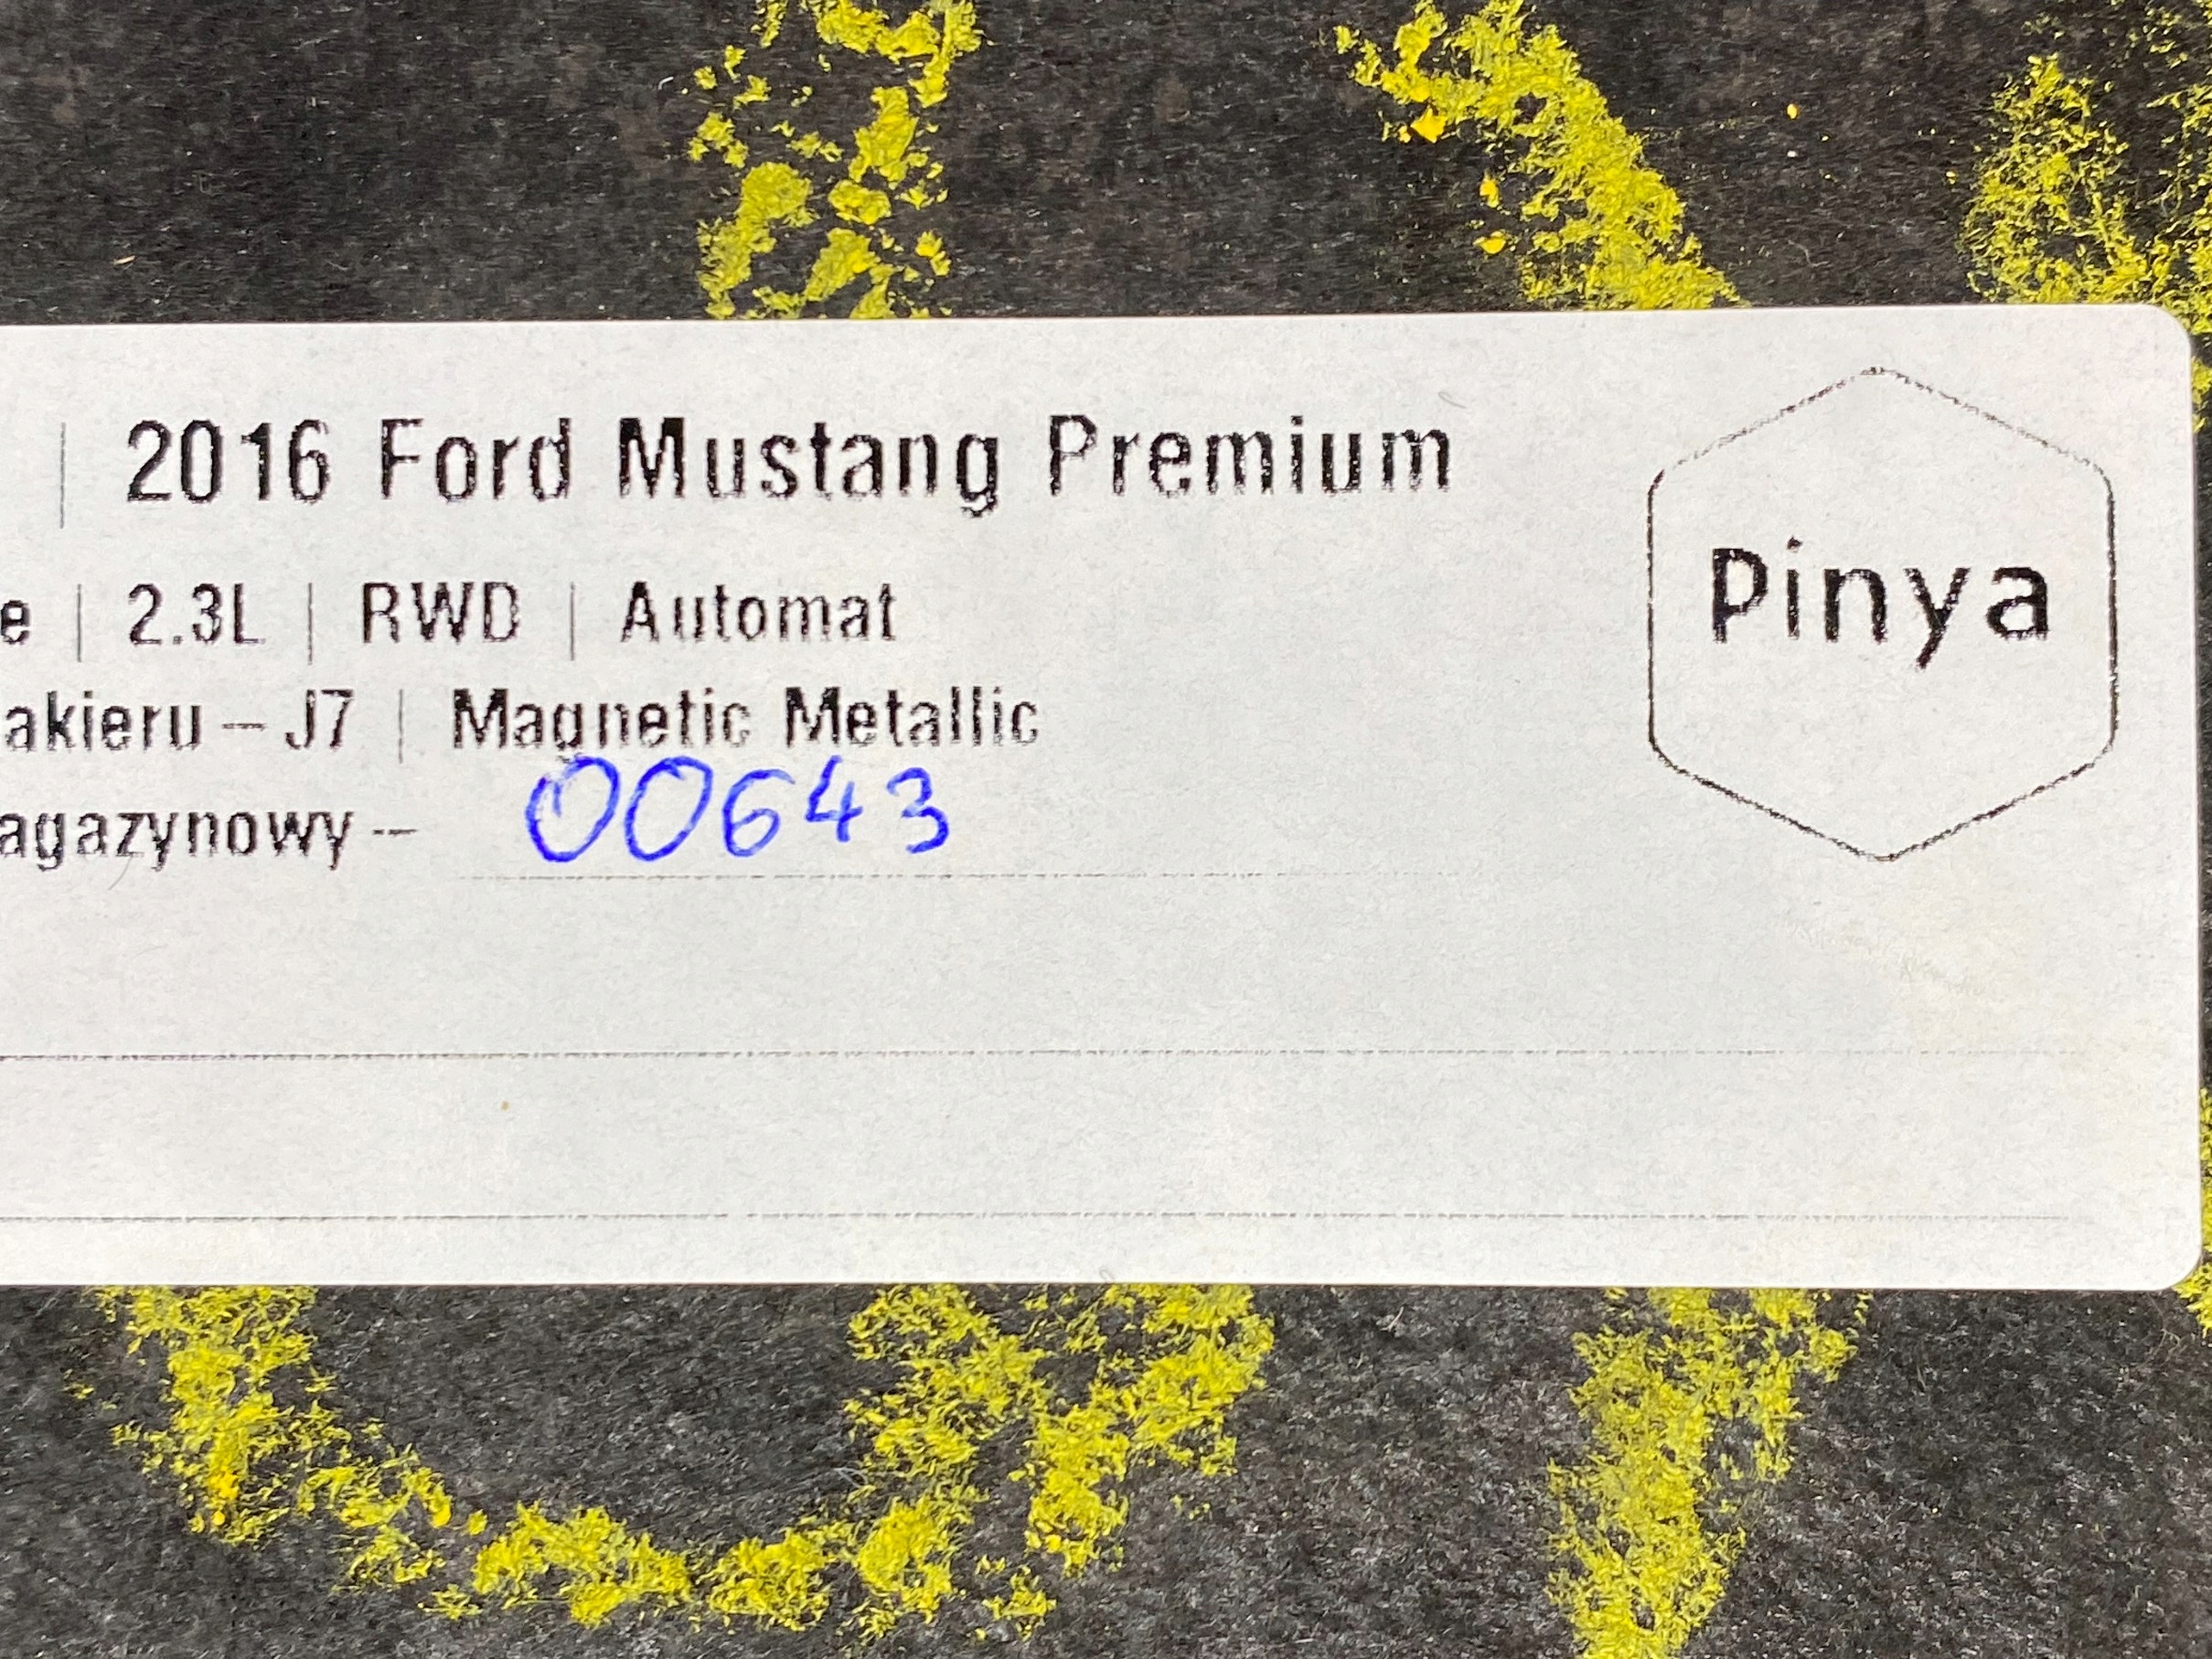 | 2016 Ford Mustang Premium
Pinya
e | 2.3L | RWD | Automat
akieru – J7 | Magnetic Metallic
agazynowy – 00643